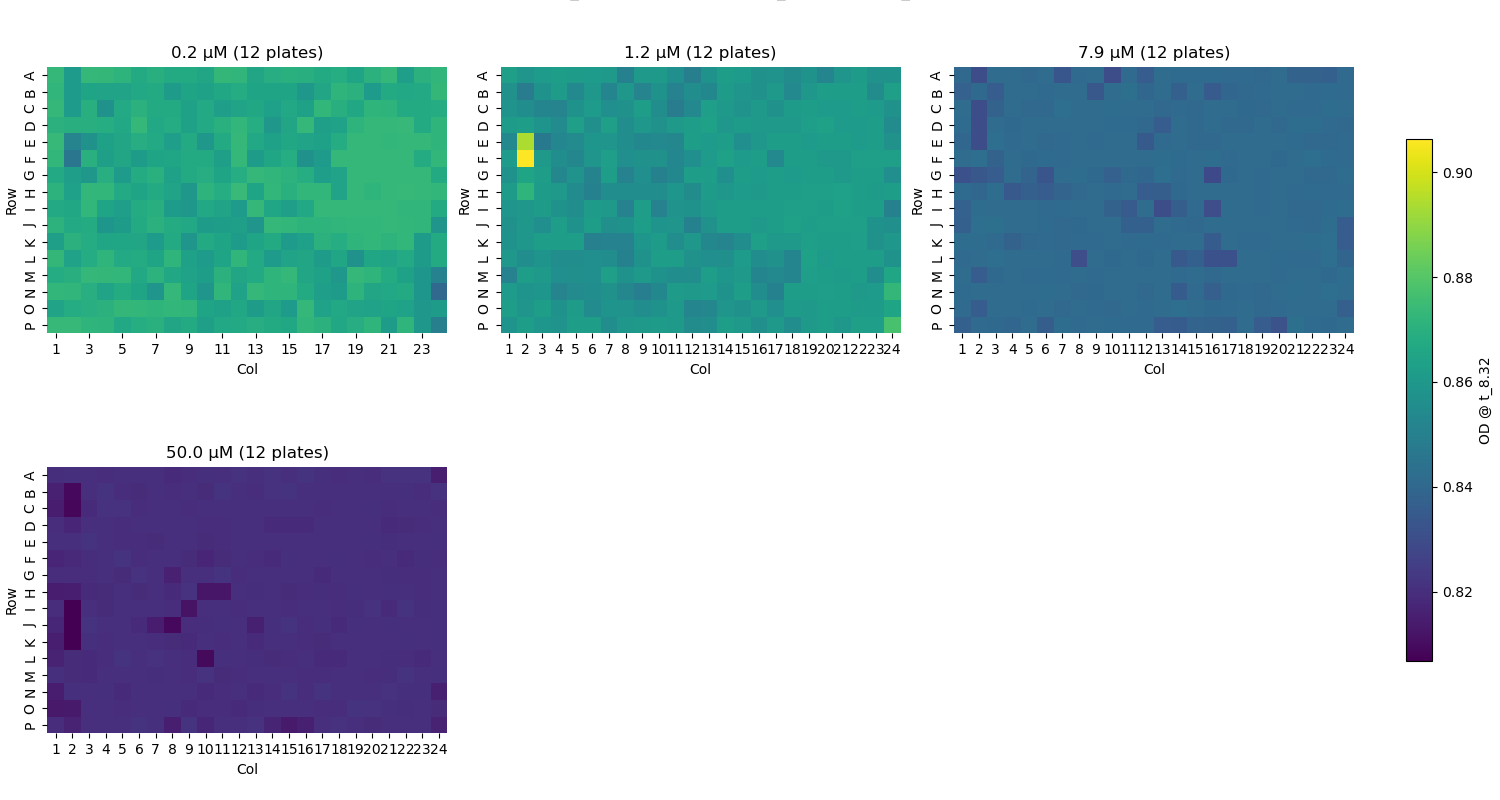 0.2 µM (12 plates)
A B C D E F G H I J K L M N O P
Row
1 3 5 7 9 11 13 15 17 19 21 23
Col
1.2 µM (12 plates)
A B C D E F G H I J K L M N O P
Row
1 2 3 4 5 6 7 8 9 10 11 12 13 14 15 16 17 18 19 20 21 22 23 24
Col
7.9 µM (12 plates)
A B C D E F G H I J K L M N O P
Row
1 2 3 4 5 6 7 8 9 10 11 12 13 14 15 16 17 18 19 20 21 22 23 24
Col
0.90
0.88
0.86
0.84
0.82
OD @ t_8.32
50.0 µM (12 plates)
A B C D E F G H I J K L M N O P
Row
1 2 3 4 5 6 7 8 9 10 11 12 13 14 15 16 17 18 19 20 21 22 23 24
Col